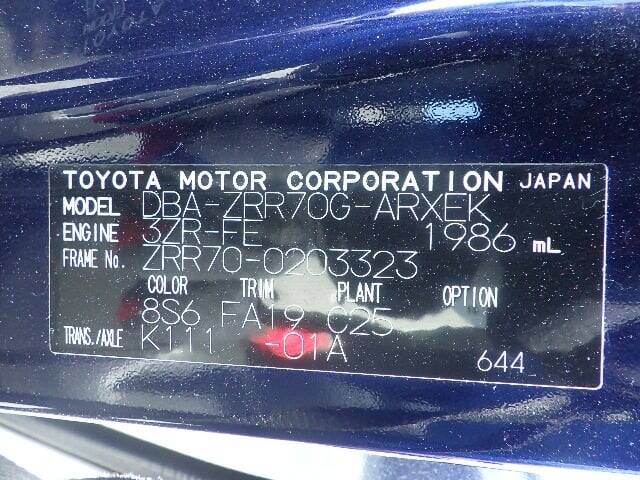 TOYOTA MOTOR CORPORATION JAPAN
MODEL DBA-ZRR70G-ARXEK
ENGINE 3ZR-FE 1986 mL
FRAME No. ZRR70-0203323
COLOR TRIM PLANT OPTION
8S6 FA19 C25
TRANS./AXLE K111 -01A
644